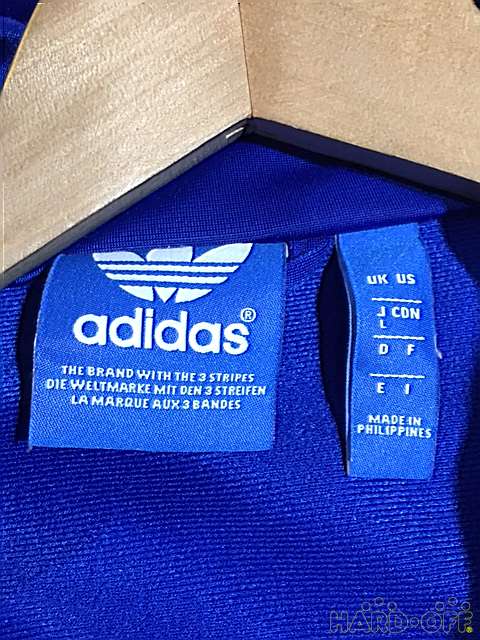 adidas®
THE BRAND WITH THE 3 STRIPES
DIE WELTMARKE MIT DEN 3 STREIFEN
LA MARQUE AUX 3 BANDES
UK US
J CDN
L
D F
E I
MADE IN
PHILIPPINES
HARD OFF